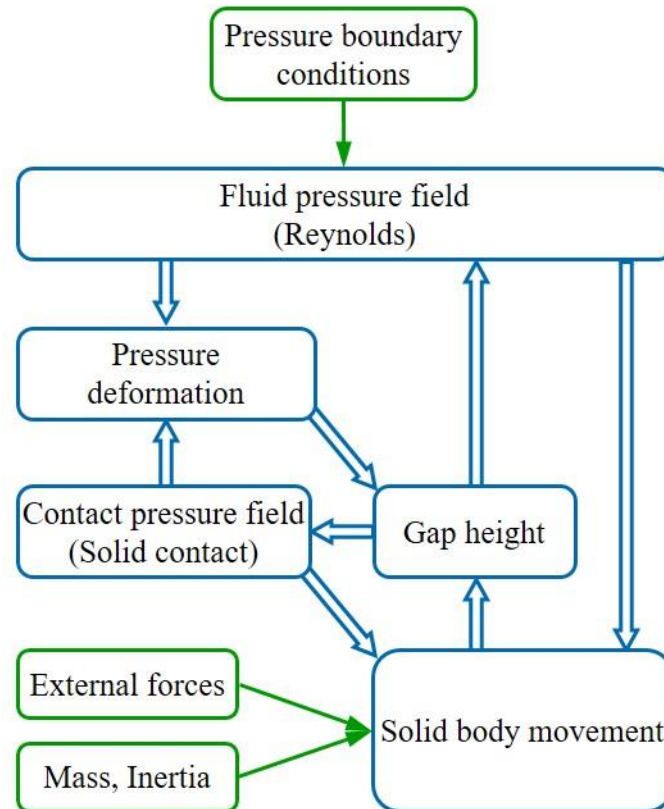 Pressure boundary
conditions
Fluid pressure field
(Reynolds)
Pressure
deformation
Contact pressure field
(Solid contact)
Gap height
External forces
Solid body movement
Mass, Inertia